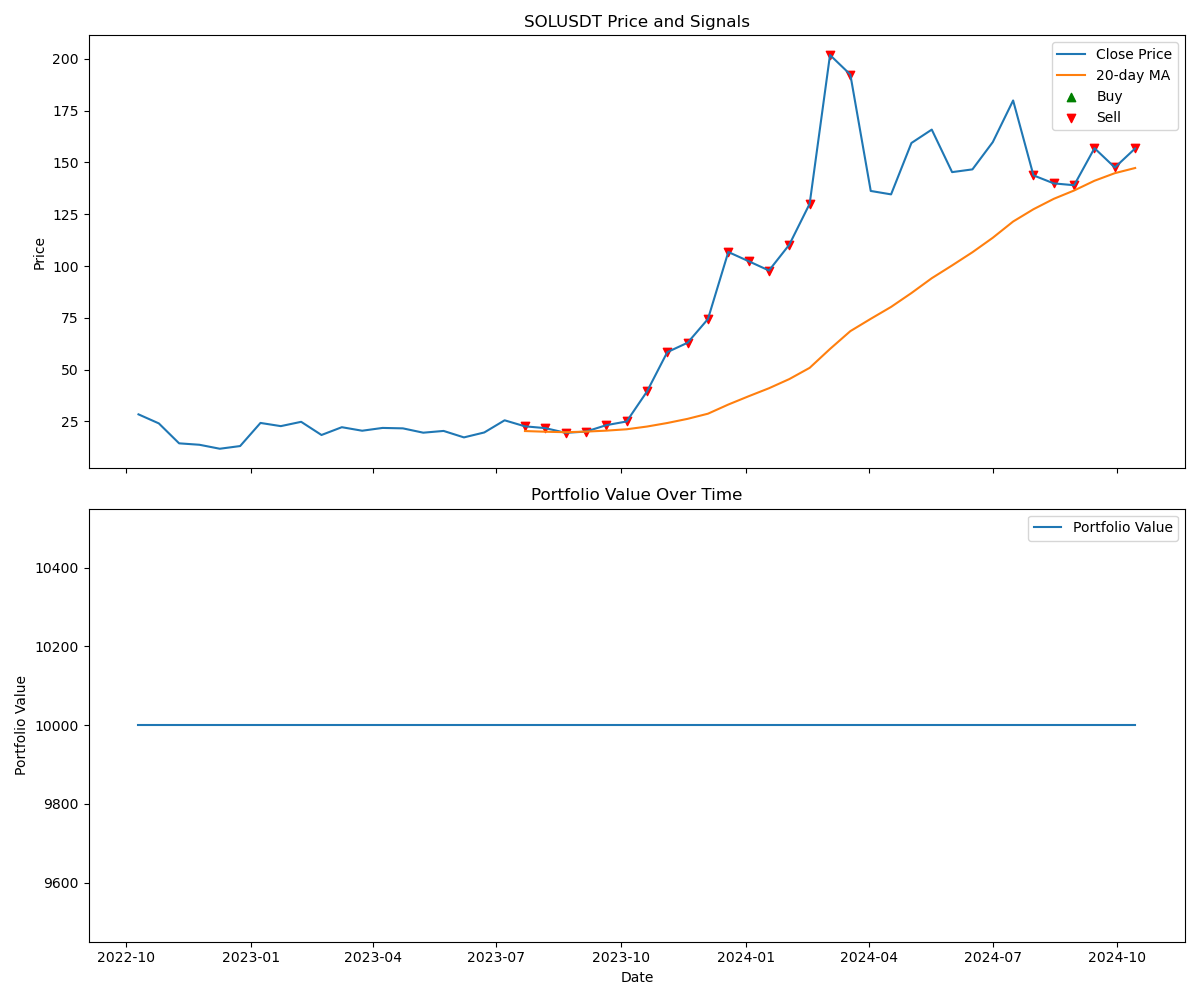 SOLUSDT Price and Signals
Price
200
175
150
125
100
75
50
25
Close Price
20-day MA
Buy
Sell
Portfolio Value Over Time
Portfolio Value
10400
10200
10000
9800
9600
Portfolio Value
2022-10 2023-01 2023-04 2023-07 2023-10 2024-01 2024-04 2024-07 2024-10
Date